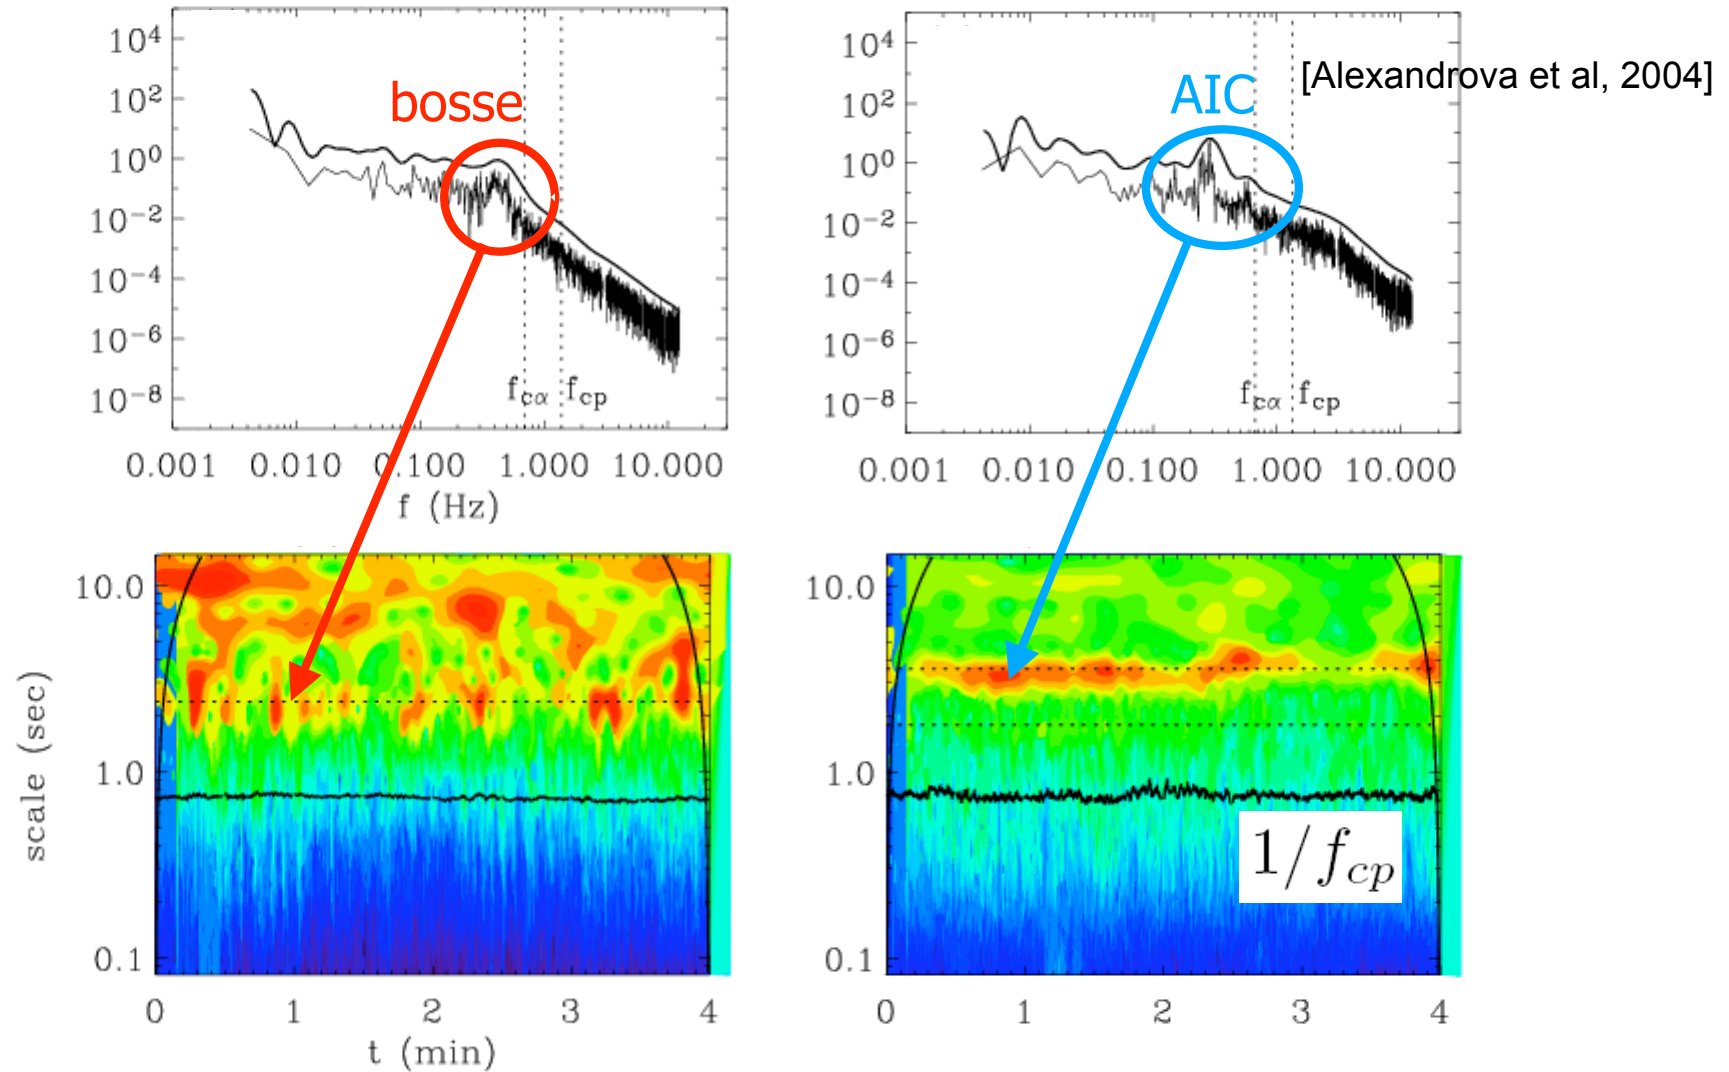 bosse
10⁴
10²
10⁰
10⁻²
10⁻⁴
10⁻⁶
10⁻⁸
f_cα f_cp
0.001 0.010 0.100 1.000 10.000
f (Hz)
AIC
[Alexandrova et al, 2004]
10⁴
10²
10⁰
10⁻²
10⁻⁴
10⁻⁶
10⁻⁸
f_cα f_cp
0.001 0.010 0.100 1.000 10.000
scale (sec)
10.0
1.0
0.1
0 1 2 3 4
t (min)
10.0
1.0
0.1
1/f_cp
0 1 2 3 4